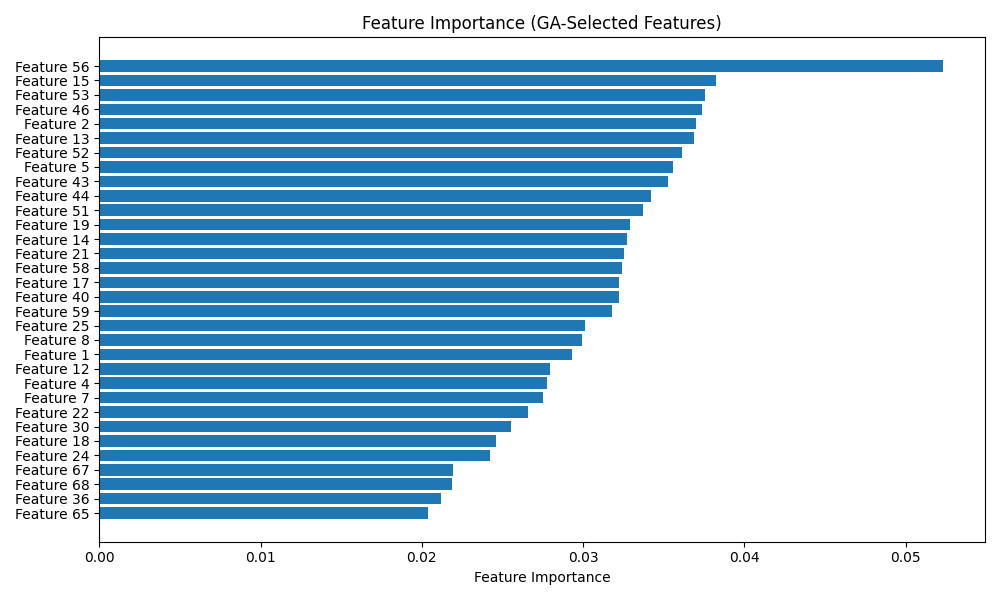 Feature Importance (GA-Selected Features)
Feature 56
Feature 15
Feature 53
Feature 46
Feature 2
Feature 13
Feature 52
Feature 5
Feature 43
Feature 44
Feature 51
Feature 19
Feature 14
Feature 21
Feature 58
Feature 17
Feature 40
Feature 59
Feature 25
Feature 8
Feature 1
Feature 12
Feature 4
Feature 7
Feature 22
Feature 30
Feature 18
Feature 24
Feature 67
Feature 68
Feature 36
Feature 65
0.00 0.01 0.02 0.03 0.04 0.05
Feature Importance